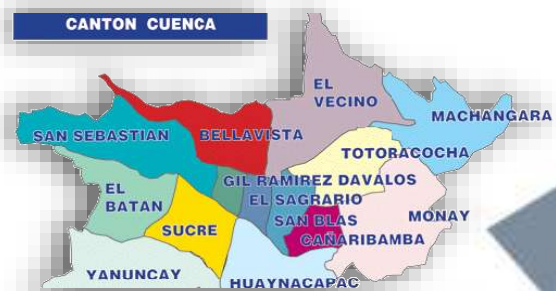 CANTON CUENCA
EL
VECINO
MACHANGARA
SAN SEBASTIAN
BELLAVISTA
TOTORACOCHA
GIL RAMIREZ DAVALOS
EL
BATAN
EL SAGRARIO
SAN BLAS
MONAY
SUCRE
CAÑARIBAMBA
YANUNCAY
HUAYNACAPAC